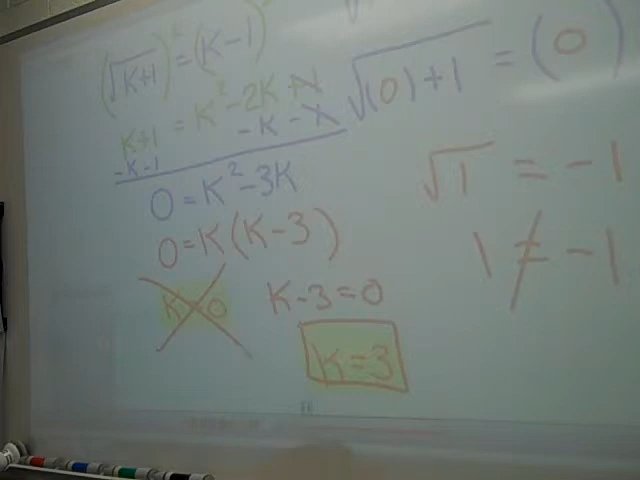 (√K+1)² = (K-1)²
K+1 = K² - 2K + 1
-K-1 -K-1
0 = K² - 3K
0 = K(K-3)
K=0 K-3=0
K=3
√(0)+1 = (0)
√1 = -1
1 ≠ -1